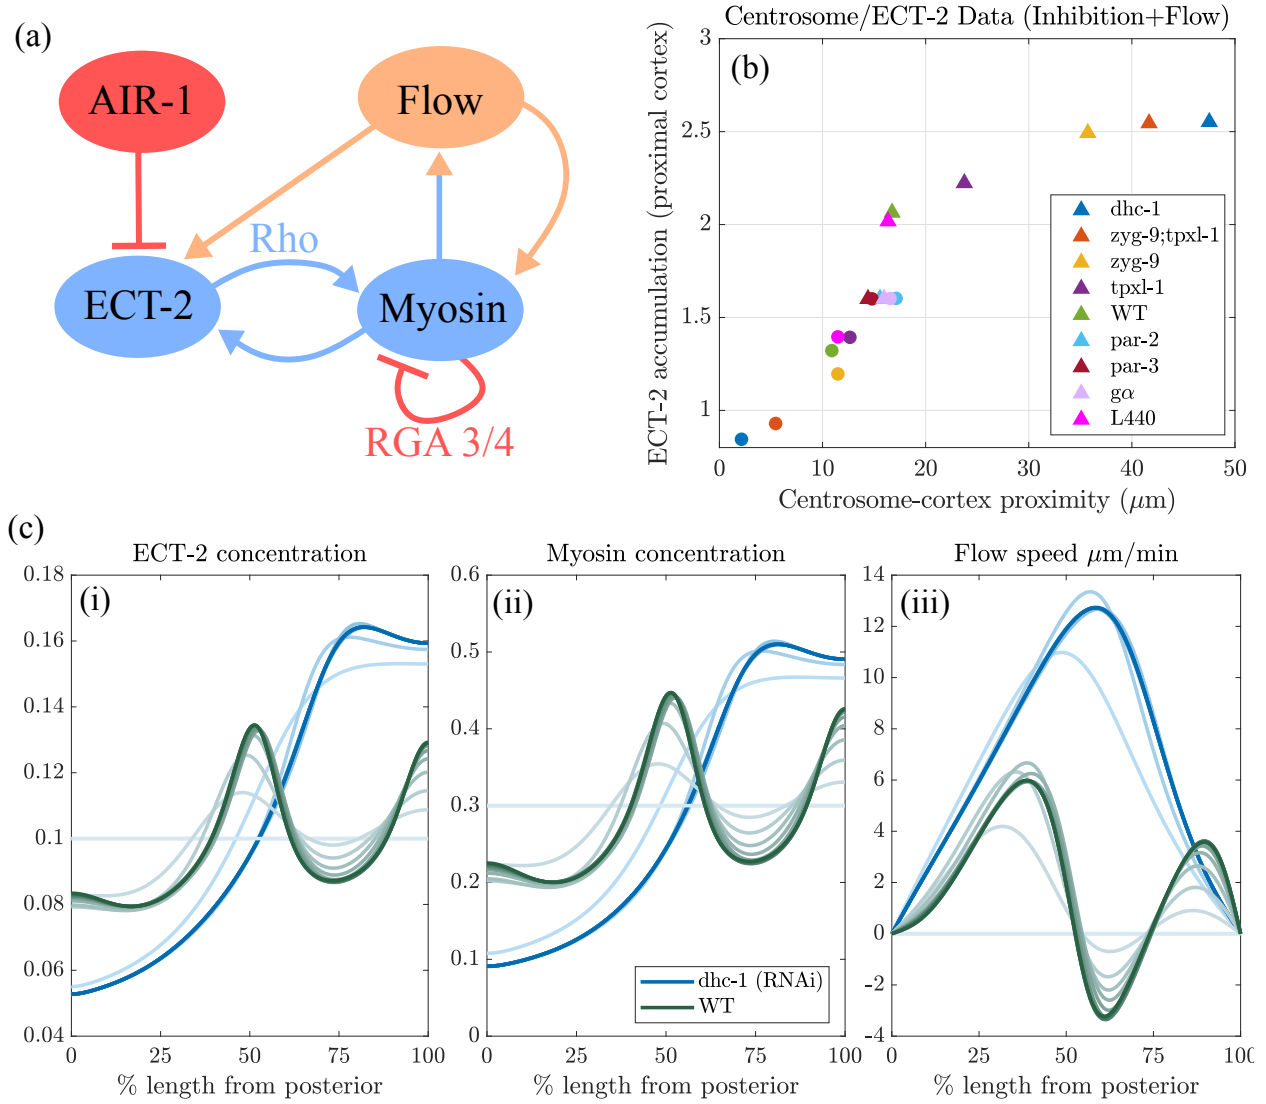 (a)
AIR-1
Flow
Rho
ECT-2
Myosin
RGA 3/4
Centrosome/ECT-2 Data (Inhibition+Flow)
(b)
ECT-2 accumulation (proximal cortex)
3
2.5
2
1.5
1
0 10 20 30 40 50
Centrosome-cortex proximity (μm)
dhc-1
zyg-9;tpxl-1
zyg-9
tpxl-1
WT
par-2
par-3
gα
L440
(c)
ECT-2 concentration
(i)
0.18
0.16
0.14
0.12
0.1
0.08
0.06
0.04
0 25 50 75 100
% length from posterior
Myosin concentration
(ii)
0.6
0.5
0.4
0.3
0.2
0.1
0
0 25 50 75 100
% length from posterior
dhc-1 (RNAi)
WT
Flow speed μm/min
(iii)
14
12
10
8
6
4
2
0
-2
-4
0 25 50 75 100
% length from posterior